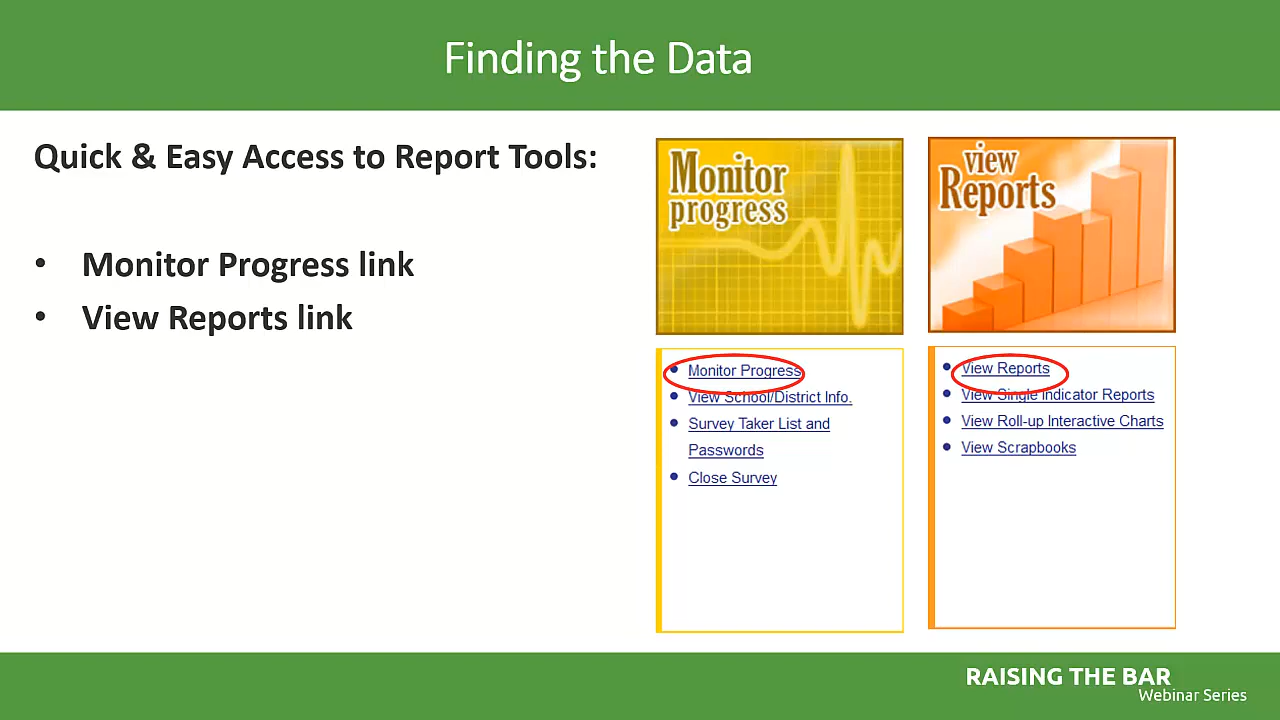 Finding the Data
Quick & Easy Access to Report Tools:
• Monitor Progress link
• View Reports link
Monitor
progress
• Monitor Progress
• View School/District Info.
• Survey Taker List and
Passwords
• Close Survey
view
Reports
• View Reports
• View Single Indicator Reports
• View Roll-up Interactive Charts
• View Scrapbooks
RAISING THE BAR
Webinar Series